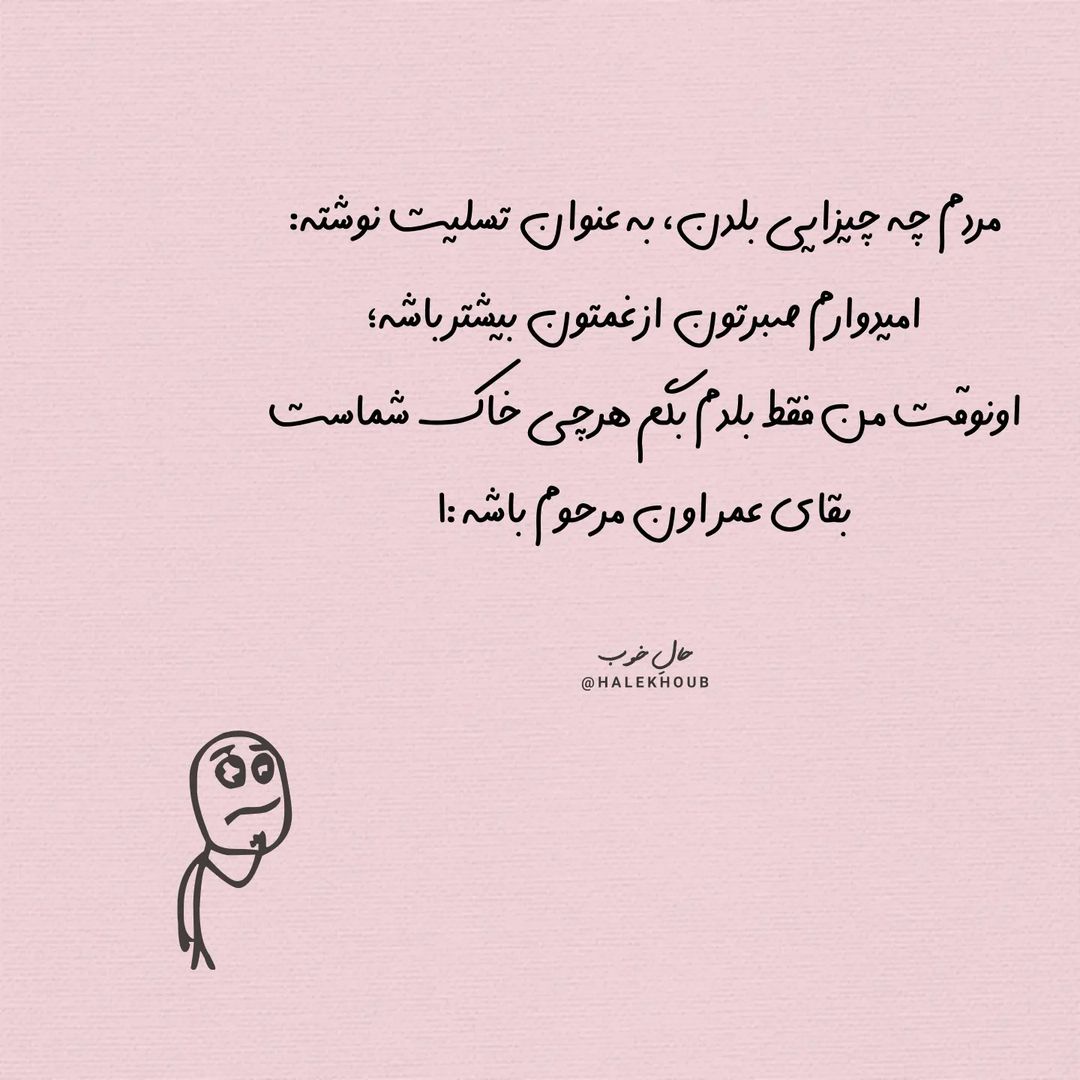 مردم چه چیزایی بلدن، به عنوان تسلیت نوشته:
امیدوارم صبرتون از غمتون بیشتر باشه؛
اونوقت من فقط بلدم بگم هرچی خاک شماست
بقای عمر اون مرحوم باشه :|
حالِ خوب
@HALEKHOUB